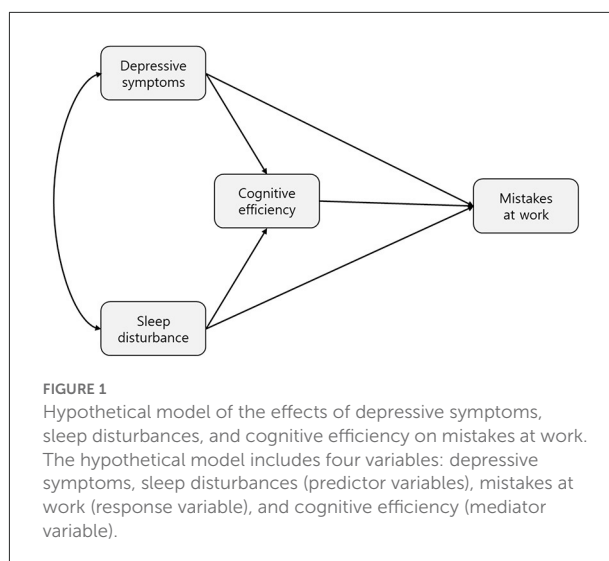 Depressive
symptoms
Cognitive
efficiency
Mistakes
at work
Sleep
disturbance
FIGURE 1
Hypothetical model of the effects of depressive symptoms,
sleep disturbances, and cognitive efficiency on mistakes at work.
The hypothetical model includes four variables: depressive
symptoms, sleep disturbances (predictor variables), mistakes at
work (response variable), and cognitive efficiency (mediator
variable).